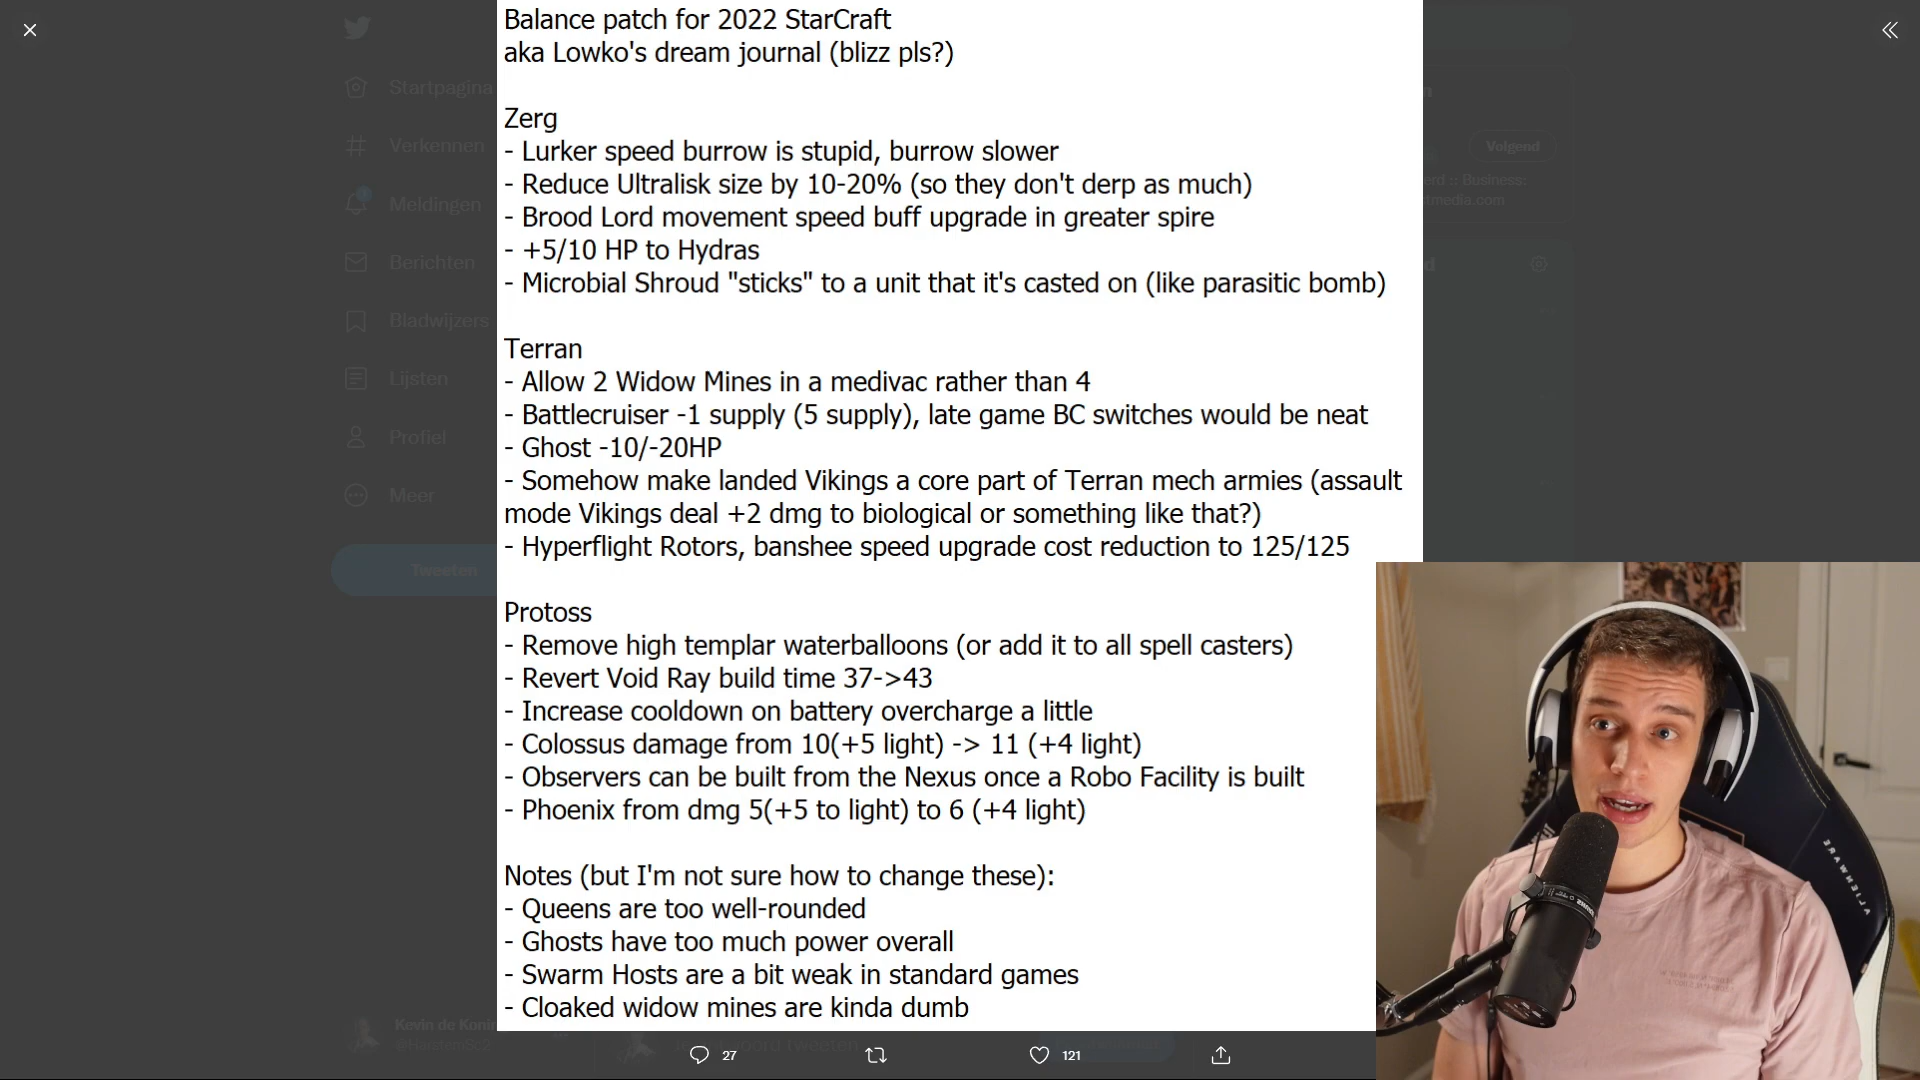 Balance patch for 2022 StarCraft
aka Lowko's dream journal (blizz pls?)
Zerg
- Lurker speed burrow is stupid, burrow slower
- Reduce Ultralisk size by 10-20% (so they don't derp as much)
- Brood Lord movement speed buff upgrade in greater spire
- +5/10 HP to Hydras
- Microbial Shroud "sticks" to a unit that it's casted on (like parasitic bomb)
Terran
- Allow 2 Widow Mines in a medivac rather than 4
- Battlecruiser -1 supply (5 supply), late game BC switches would be neat
- Ghost -10/-20HP
- Somehow make landed Vikings a core part of Terran mech armies (assault
mode Vikings deal +2 dmg to biological or something like that?)
- Hyperflight Rotors, banshee speed upgrade cost reduction to 125/125
Protoss
- Remove high templar waterballoons (or add it to all spell casters)
- Revert Void Ray build time 37->43
- Increase cooldown on battery overcharge a little
- Colossus damage from 10(+5 light) -> 11 (+4 light)
- Observers can be built from the Nexus once a Robo Facility is built
- Phoenix from dmg 5(+5 to light) to 6 (+4 light)
Notes (but I'm not sure how to change these):
- Queens are too well-rounded
- Ghosts have too much power overall
- Swarm Hosts are a bit weak in standard games
- Cloaked widow mines are kinda dumb
27
121
Startpagina
Verkennen
Meldingen
Berichten
Bladwijzers
Lijsten
Profiel
Meer
Tweeten
Kevin de Koni
Volgend
erd :: Business:
tmedia.com
ALIENWARE